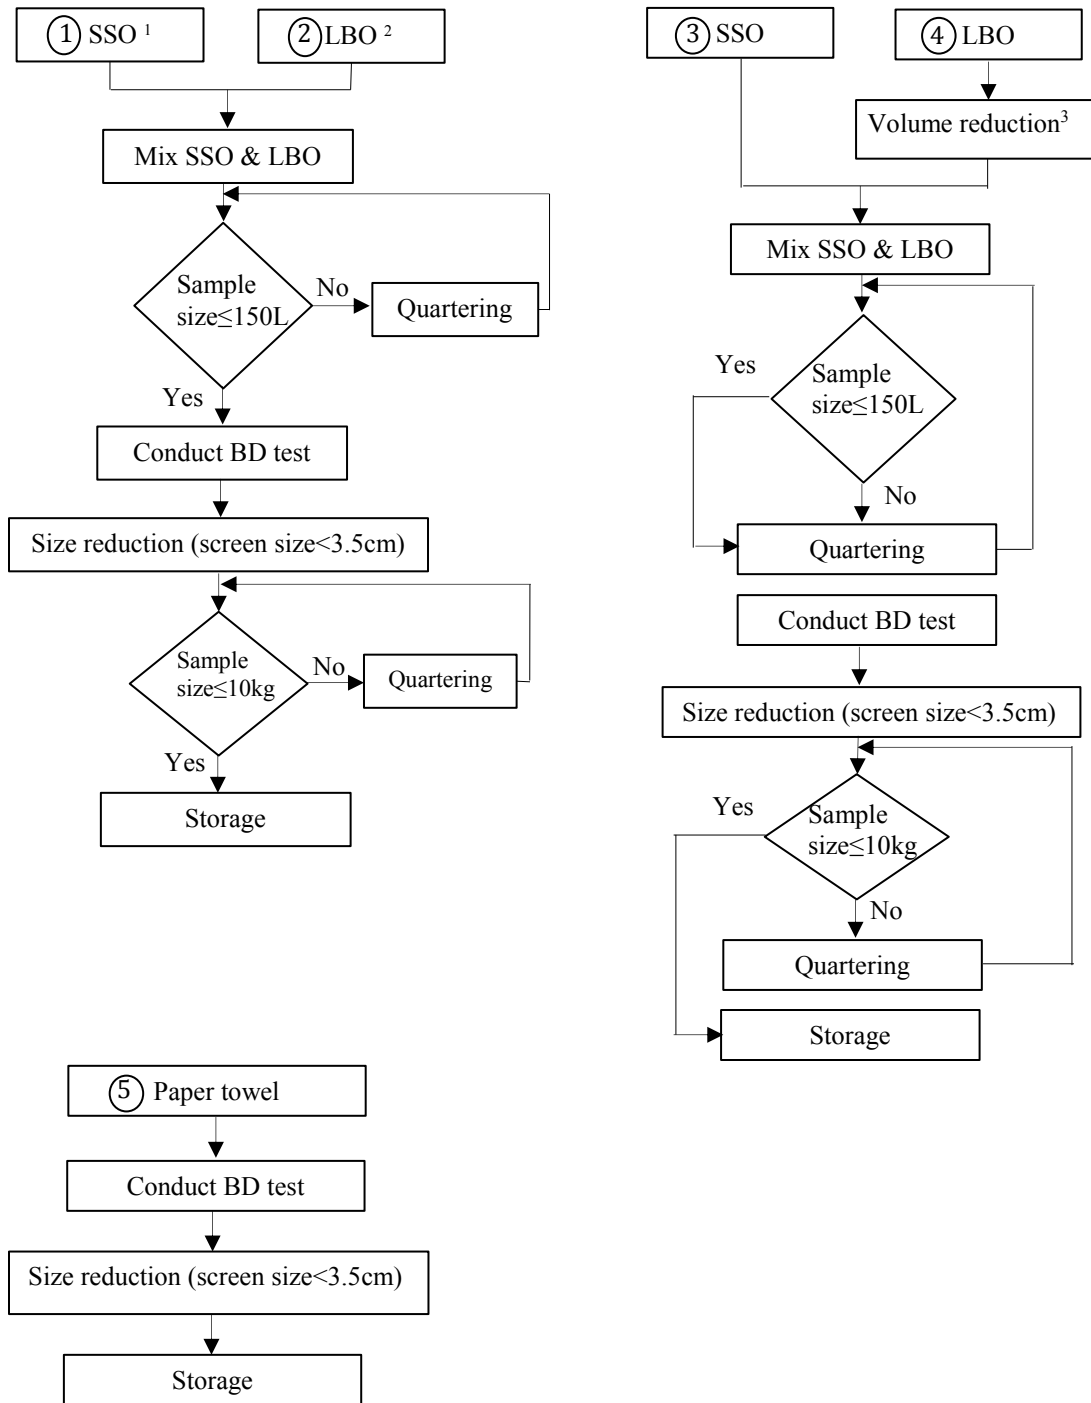 ① SSO ¹
② LBO ²
Mix SSO & LBO
Sample
size≤150L
No
Quartering
Yes
Conduct BD test
Size reduction (screen size<3.5cm)
Sample
size≤10kg
No
Quartering
Yes
Storage
③ SSO
④ LBO
Volume reduction³
Mix SSO & LBO
Sample
size≤150L
Yes
No
Quartering
Conduct BD test
Size reduction (screen size<3.5cm)
Sample
size≤10kg
Yes
No
Quartering
Storage
⑤ Paper towel
Conduct BD test
Size reduction (screen size<3.5cm)
Storage